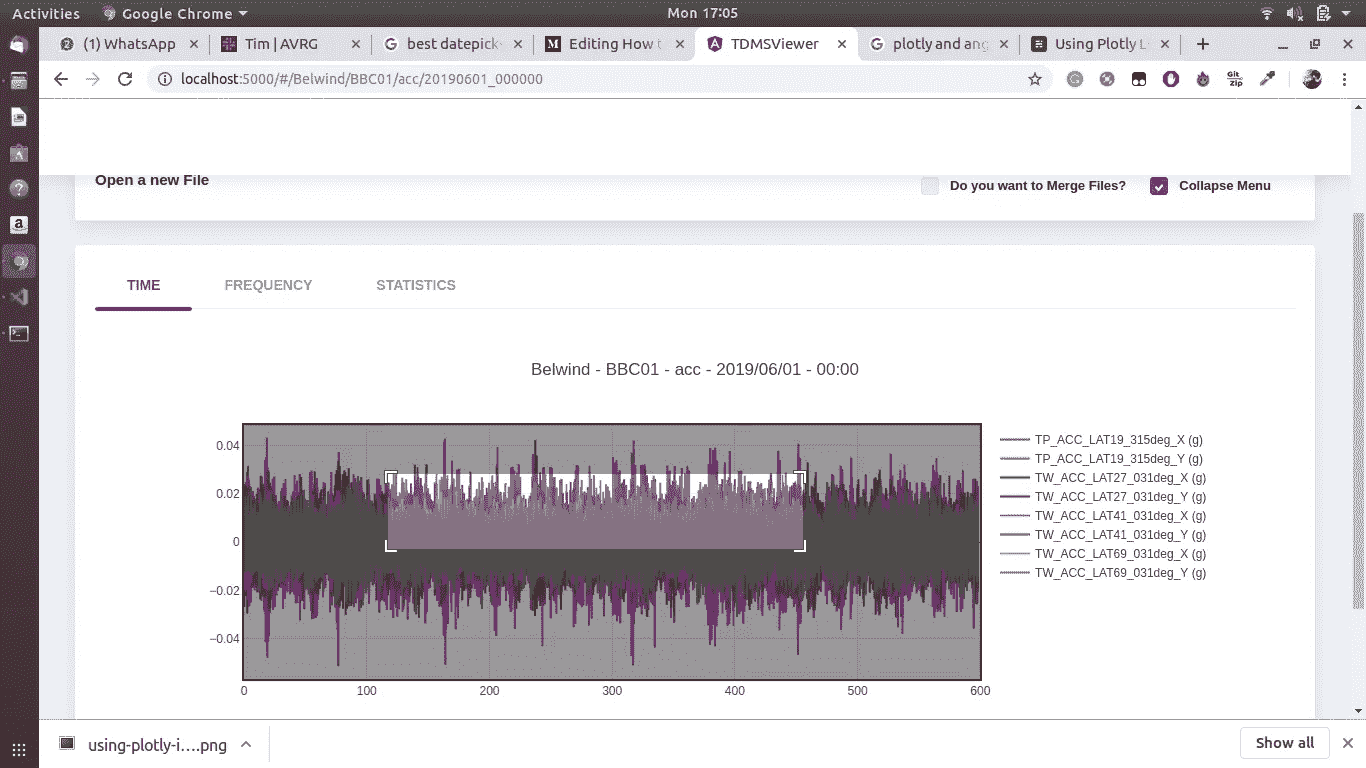 Activities Google Chrome Mon 17:05
(1) WhatsApp Tim | AVRG best datepick Editing How t TDMSViewer plotly and ang Using Plotly L
localhost:5000/#/Belwind/BBC01/acc/20190601_000000 Git Zip
Open a new File Do you want to Merge Files? Collapse Menu
TIME FREQUENCY STATISTICS
Belwind - BBC01 - acc - 2019/06/01 - 00:00
0.04
0.02
0
−0.02
−0.04
0 100 200 300 400 500 600
TP_ACC_LAT19_315deg_X (g)
TP_ACC_LAT19_315deg_Y (g)
TW_ACC_LAT27_031deg_X (g)
TW_ACC_LAT27_031deg_Y (g)
TW_ACC_LAT41_031deg_X (g)
TW_ACC_LAT41_031deg_Y (g)
TW_ACC_LAT69_031deg_X (g)
TW_ACC_LAT69_031deg_Y (g)
using-plotly-i....png Show all